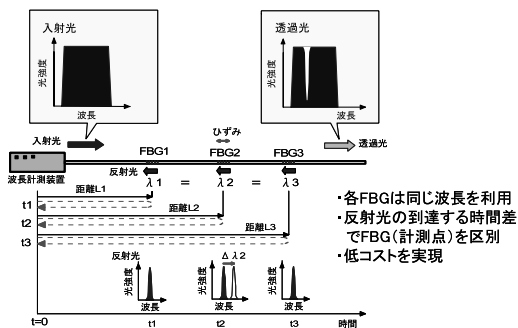 入射光
光強度
波長
透過光
光強度
波長
入射光
ひずみ
FBG1
FBG2
FBG3
透過光
波長計測装置
反射光
λ1 = λ2 = λ3
距離L1
t1
距離L2
t2
距離L3
t3
・各FBGは同じ波長を利用
・反射光の到達する時間差
でFBG(計測点)を区別
・低コストを実現
反射光
Δλ2
光強度
光強度
光強度
波長
波長
波長
t=0
t1
t2
t3
時間